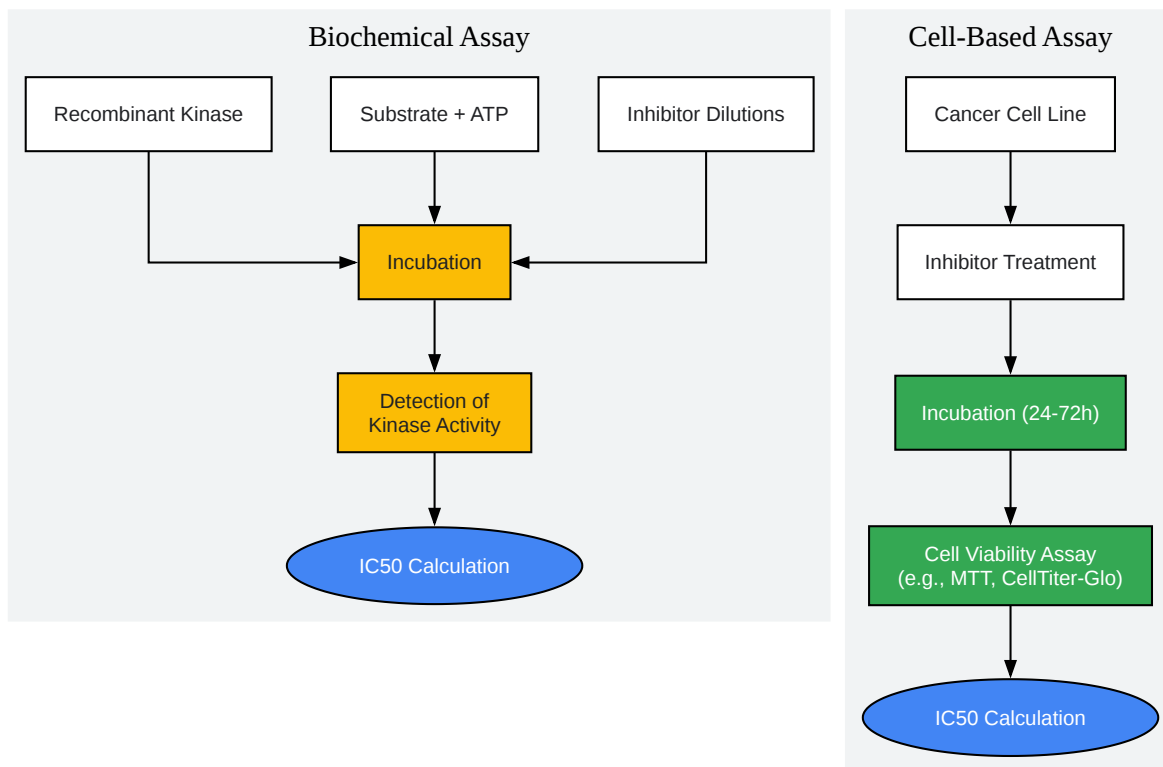 Biochemical Assay
Recombinant Kinase
Substrate + ATP
Inhibitor Dilutions
Incubation
Detection of
Kinase Activity
IC50 Calculation
Cell-Based Assay
Cancer Cell Line
Inhibitor Treatment
Incubation (24-72h)
Cell Viability Assay
(e.g., MTT, CellTiter-Glo)
IC50 Calculation